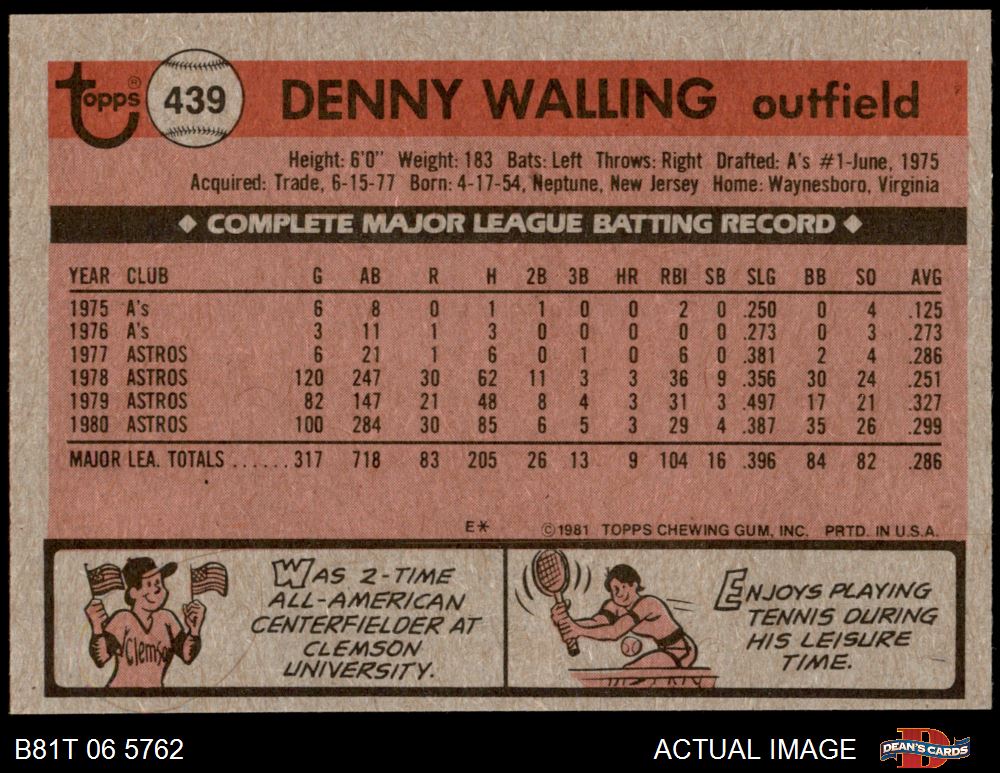 topps® 439 DENNY WALLING outfield
Height: 6'0" Weight: 183 Bats: Left Throws: Right Drafted: A's #1-June, 1975
Acquired: Trade, 6-15-77 Born: 4-17-54, Neptune, New Jersey Home: Waynesboro, Virginia
◆ COMPLETE MAJOR LEAGUE BATTING RECORD ◆
YEAR CLUB G AB R H 2B 3B HR RBI SB SLG BB SO AVG
1975 A's 6 8 0 1 1 0 0 2 0 .250 0 4 .125
1976 A's 3 11 1 3 0 0 0 0 0 .273 0 3 .273
1977 ASTROS 6 21 1 6 0 1 0 6 0 .381 2 4 .286
1978 ASTROS 120 247 30 62 11 3 3 36 9 .356 30 24 .251
1979 ASTROS 82 147 21 48 8 4 3 31 3 .497 17 21 .327
1980 ASTROS 100 284 30 85 6 5 3 29 4 .387 35 26 .299
MAJOR LEA. TOTALS ......317 718 83 205 26 13 9 104 16 .396 84 82 .286
E* ©1981 TOPPS CHEWING GUM, INC. PRTD. IN U.S.A.
WAS 2-TIME
ALL-AMERICAN
CENTERFIELDER AT
CLEMSON
UNIVERSITY.
Clemson
ENJOYS PLAYING
TENNIS DURING
HIS LEISURE
TIME.
B81T 06 5762 ACTUAL IMAGE DEAN'S CARDS